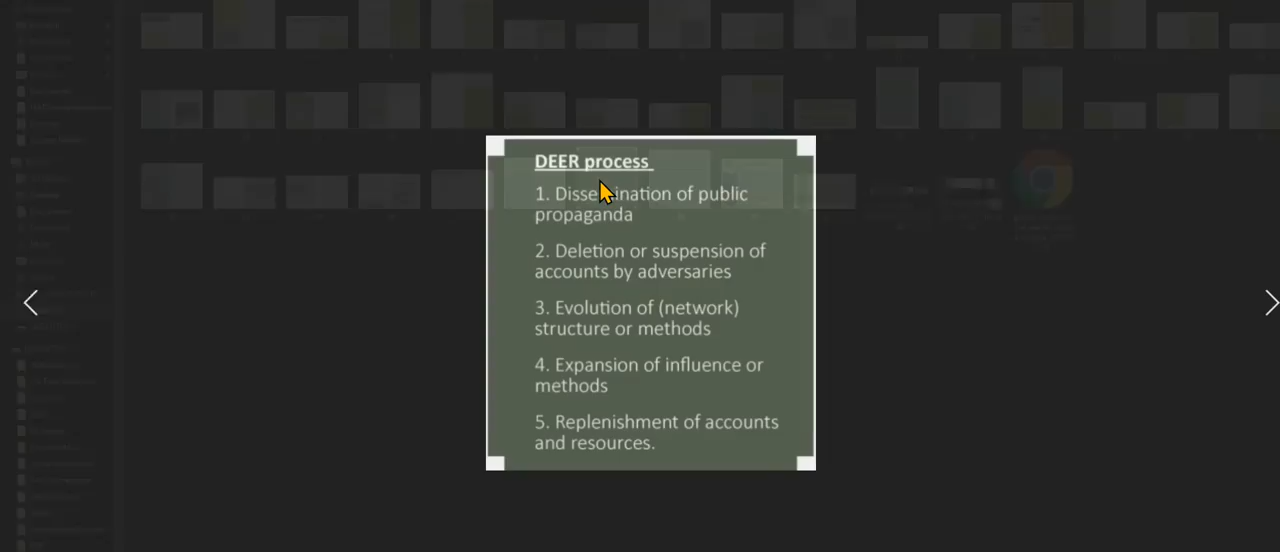 DEER process
1. Dissemination of public
propaganda
2. Deletion or suspension of
accounts by adversaries
3. Evolution of (network)
structure or methods
4. Expansion of influence or
methods
5. Replenishment of accounts
and resources.